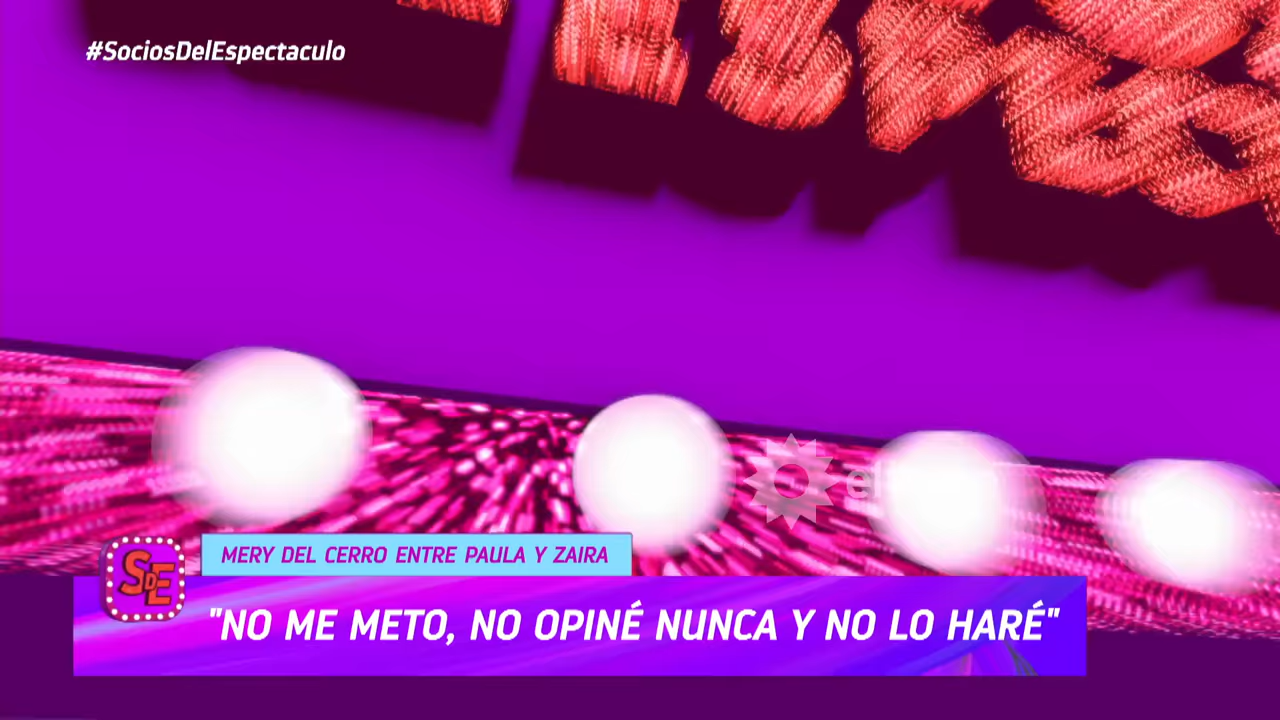 #SociosDelEspectaculo
MERY DEL CERRO ENTRE PAULA Y ZAIRA
SDE
"NO ME METO, NO OPINÉ NUNCA Y NO LO HARÉ"